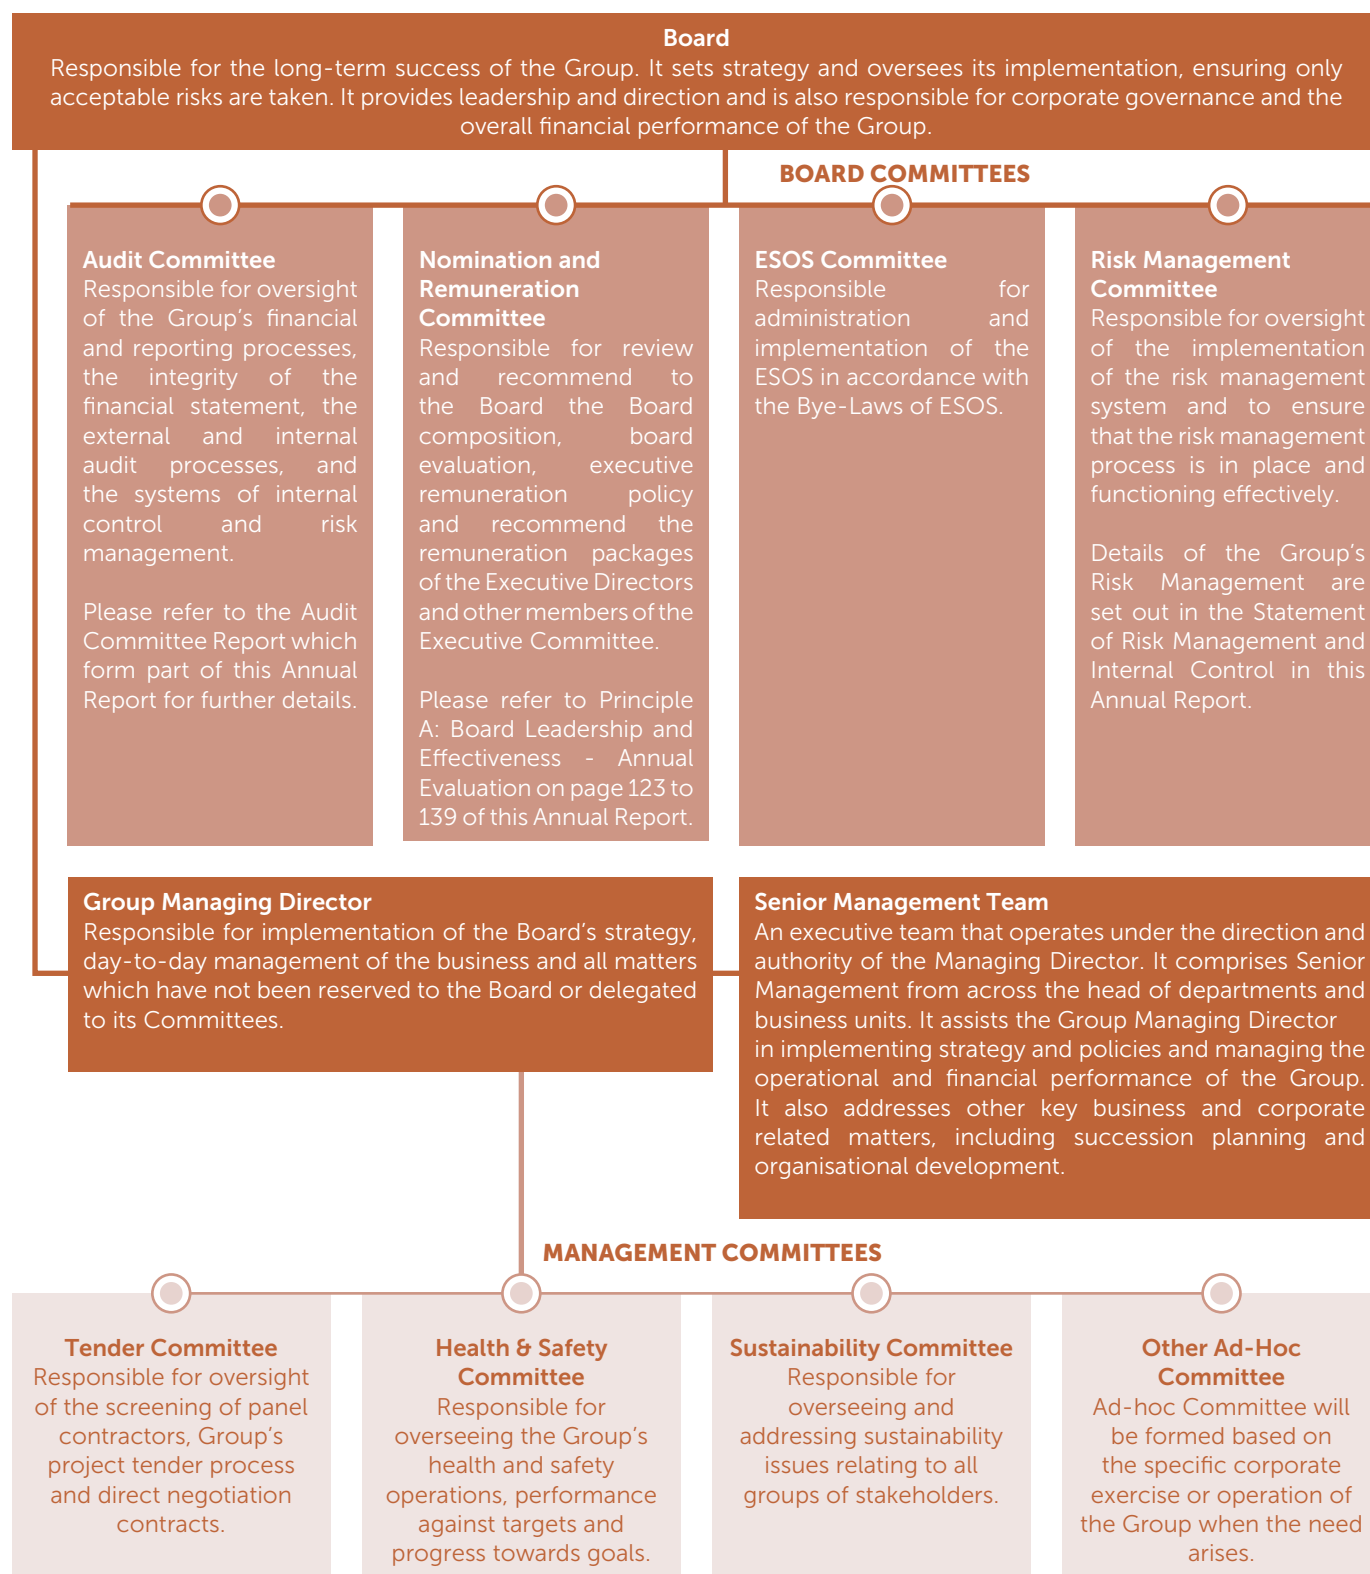 Board
Responsible for the long-term success of the Group. It sets strategy and oversees its implementation, ensuring only
acceptable risks are taken. It provides leadership and direction and is also responsible for corporate governance and the
overall financial performance of the Group.
BOARD COMMITTEES
Audit Committee
Responsible for oversight
of the Group's financial
and reporting processes,
the integrity of the
financial statement, the
external and internal
audit processes, and
the systems of internal
control and risk
management.
Please refer to the Audit
Committee Report which
form part of this Annual
Report for further details.
Nomination and
Remuneration
Committee
Responsible for review
and recommend to
the Board the Board
composition, board
evaluation, executive
remuneration policy
and recommend the
remuneration packages
of the Executive Directors
and other members of the
Executive Committee.
Please refer to Principle
A: Board Leadership and
Effectiveness - Annual
Evaluation on page 123 to
139 of this Annual Report.
ESOS Committee
Responsible for
administration and
implementation of the
ESOS in accordance with
the Bye-Laws of ESOS.
Risk Management
Committee
Responsible for oversight
of the implementation
of the risk management
system and to ensure
that the risk management
process is in place and
functioning effectively.
Details of the Group's
Risk Management are
set out in the Statement
of Risk Management and
Internal Control in this
Annual Report.
Group Managing Director
Responsible for implementation of the Board's strategy,
day-to-day management of the business and all matters
which have not been reserved to the Board or delegated
to its Committees.
Senior Management Team
An executive team that operates under the direction and
authority of the Managing Director. It comprises Senior
Management from across the head of departments and
business units. It assists the Group Managing Director
in implementing strategy and policies and managing the
operational and financial performance of the Group.
It also addresses other key business and corporate
related matters, including succession planning and
organisational development.
MANAGEMENT COMMITTEES
Tender Committee
Responsible for oversight
of the screening of panel
contractors, Group's
project tender process
and direct negotiation
contracts.
Health & Safety
Committee
Responsible for
overseeing the Group's
health and safety
operations, performance
against targets and
progress towards goals.
Sustainability Committee
Responsible for
overseeing and
addressing sustainability
issues relating to all
groups of stakeholders.
Other Ad-Hoc
Committee
Ad-hoc Committee will
be formed based on
the specific corporate
exercise or operation of
the Group when the need
arises.